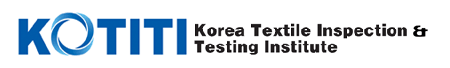 KOTITI
Korea Textile Inspection &
Testing Institute